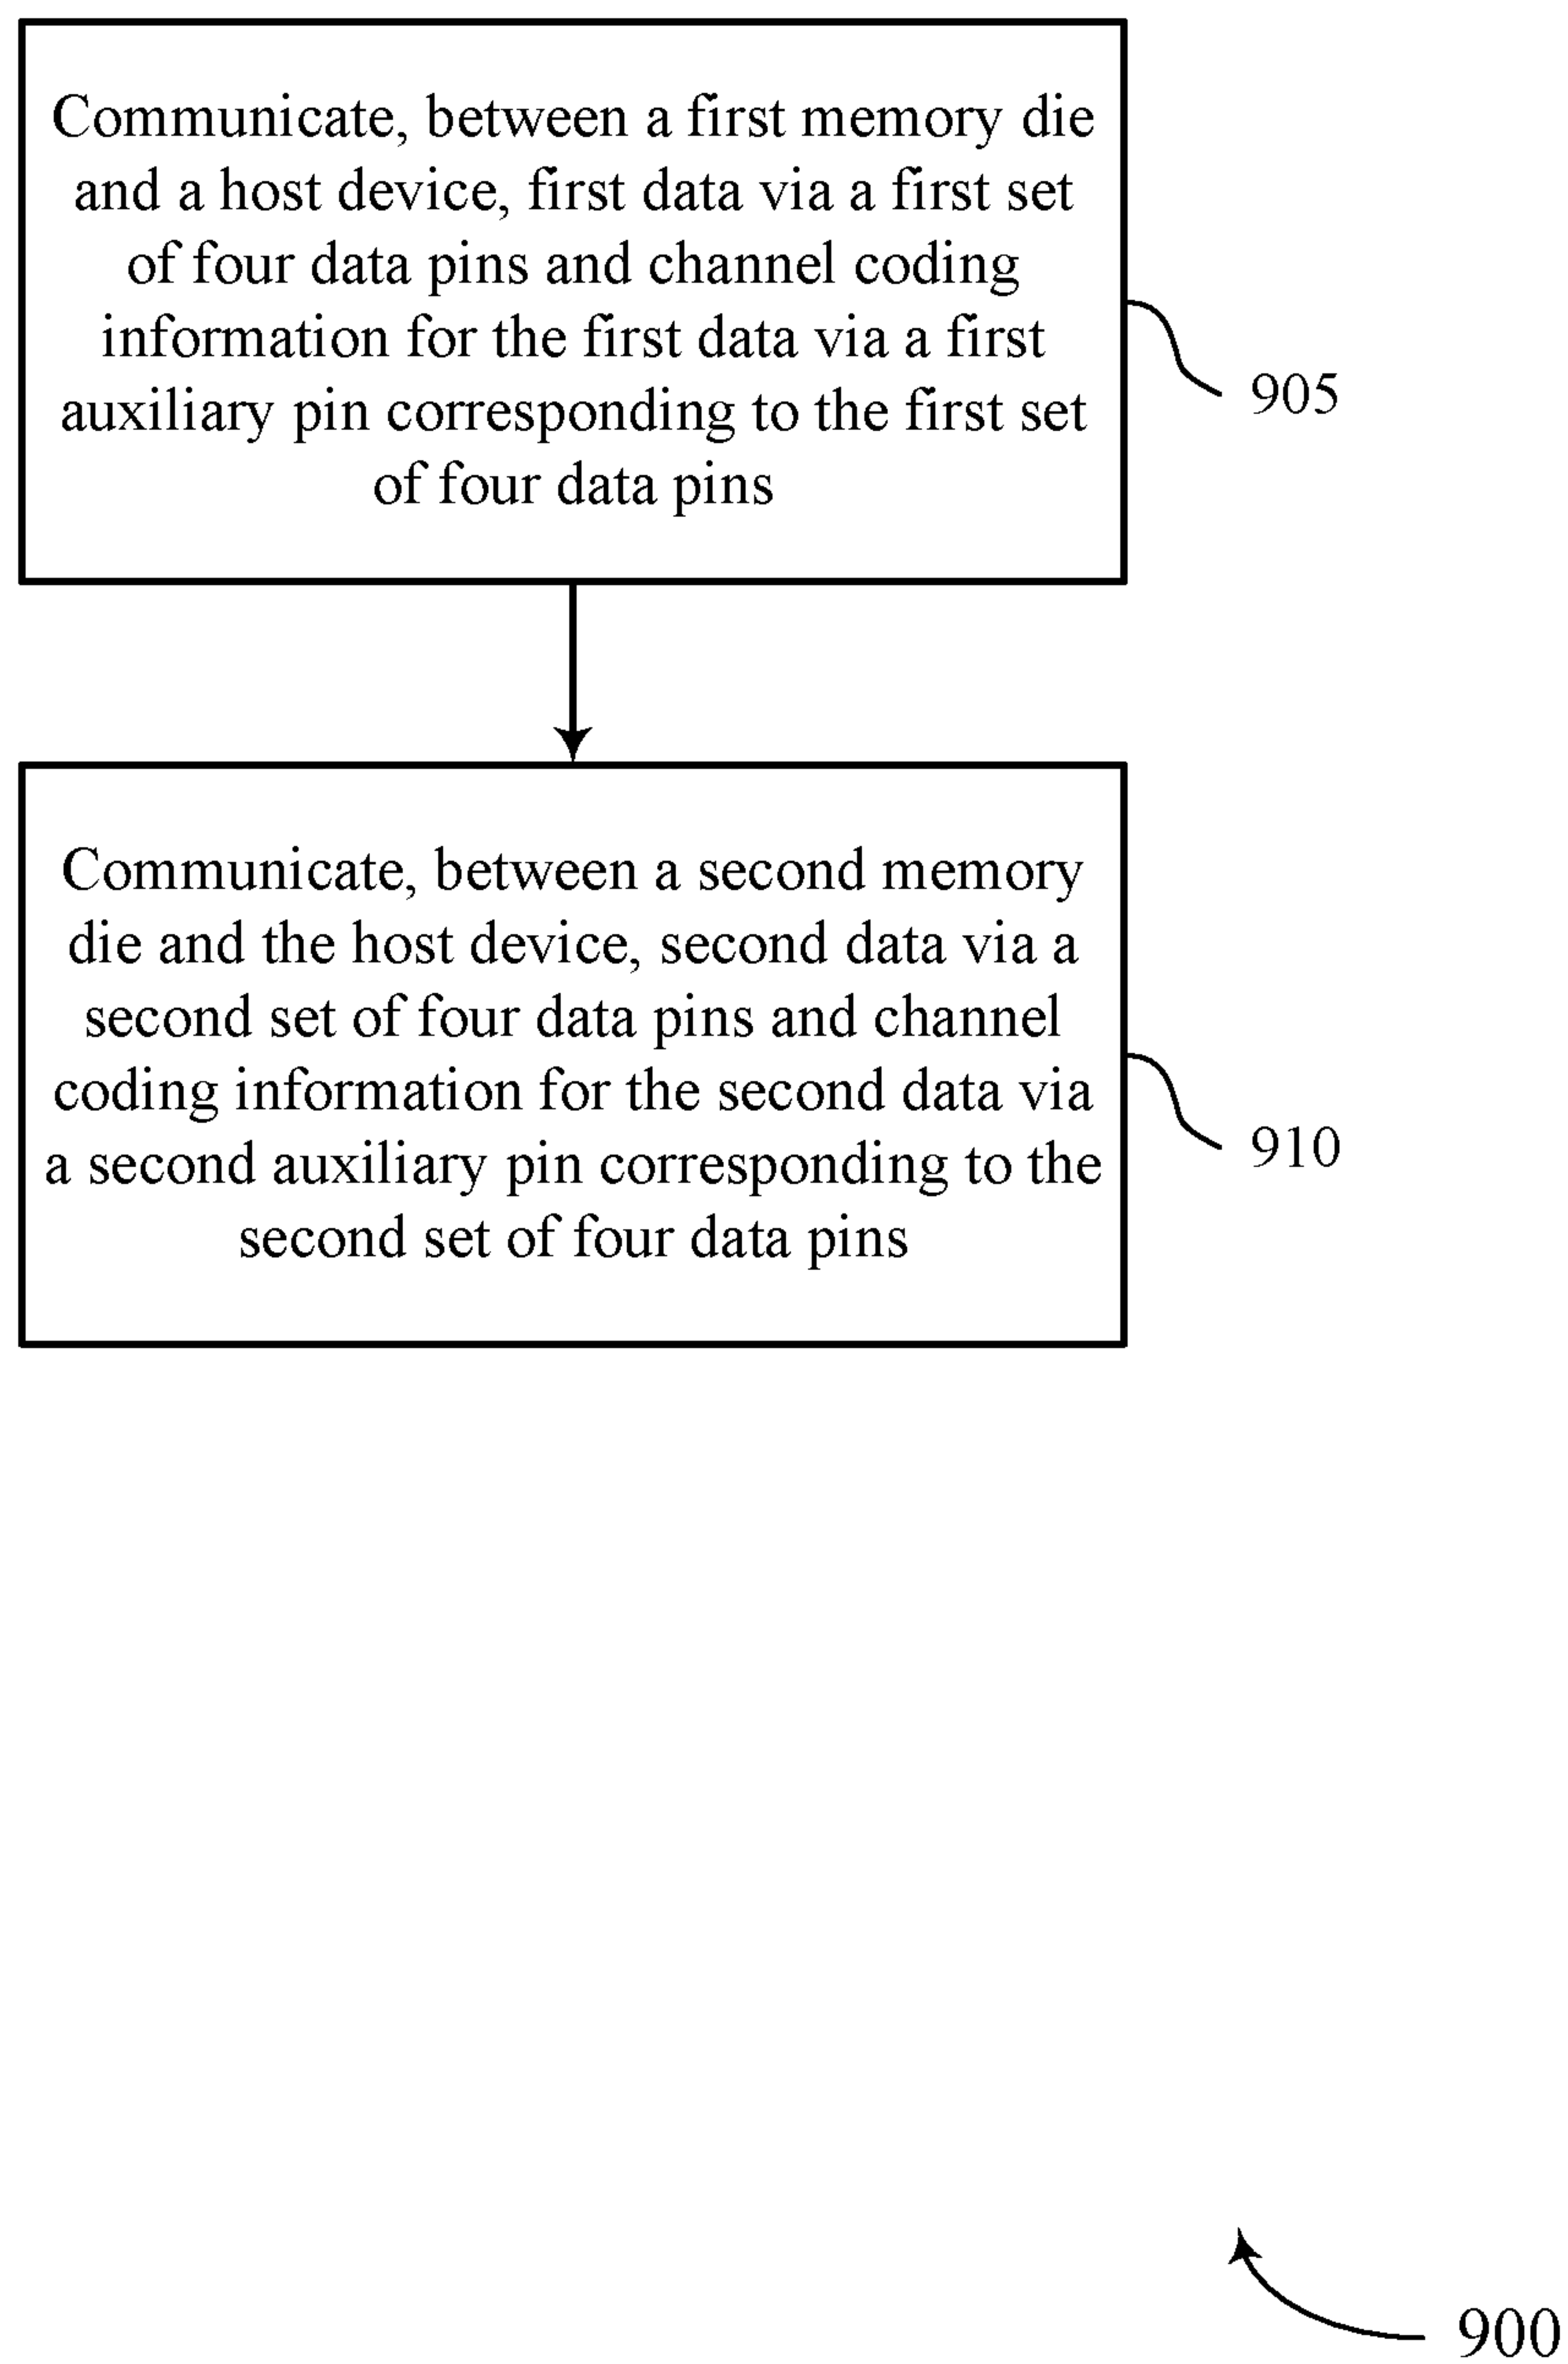 Communicate, between a first memory die
and a host device, first data via a first set
of four data pins and channel coding
information for the first data via a first
auxiliary pin corresponding to the first set
of four data pins
905
Communicate, between a second memory
die and the host device, second data via a
second set of four data pins and channel
coding information for the second data via
a second auxiliary pin corresponding to the
second set of four data pins
910
900